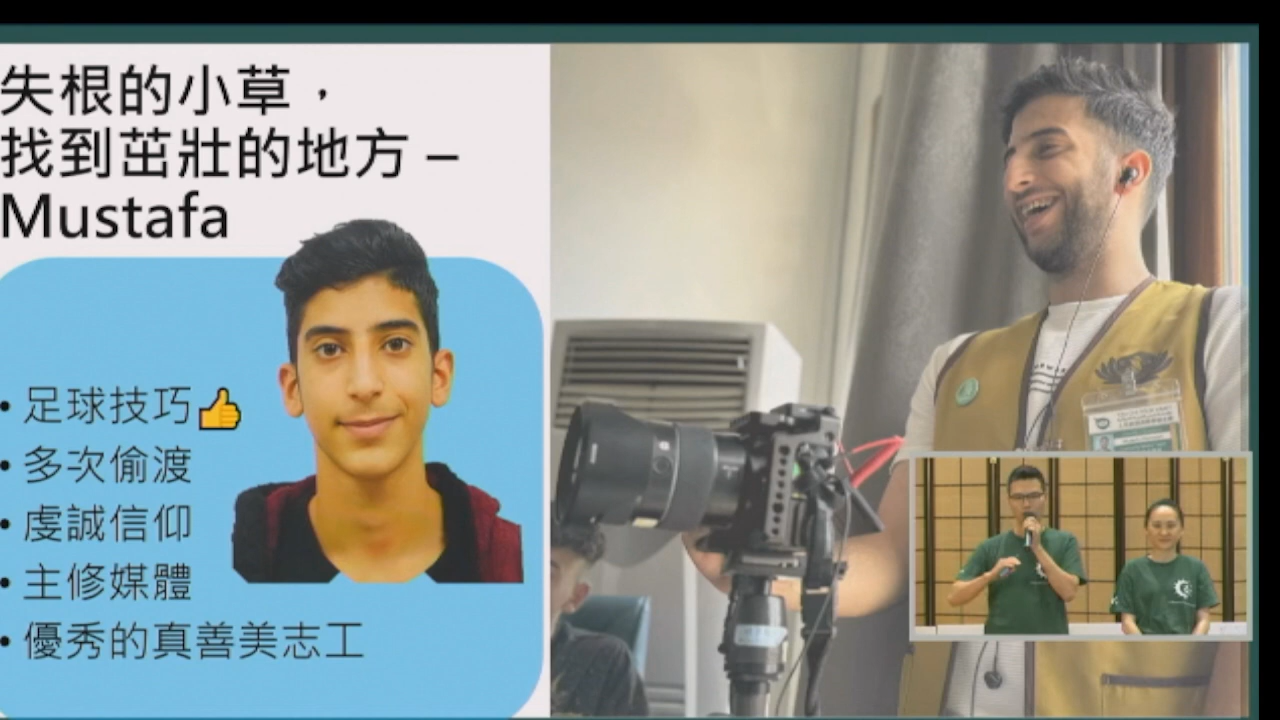 失根的小草，
找到茁壯的地方 –
Mustafa
• 足球技巧👍
• 多次偷渡
• 虔誠信仰
• 主修媒體
• 優秀的真善美志工